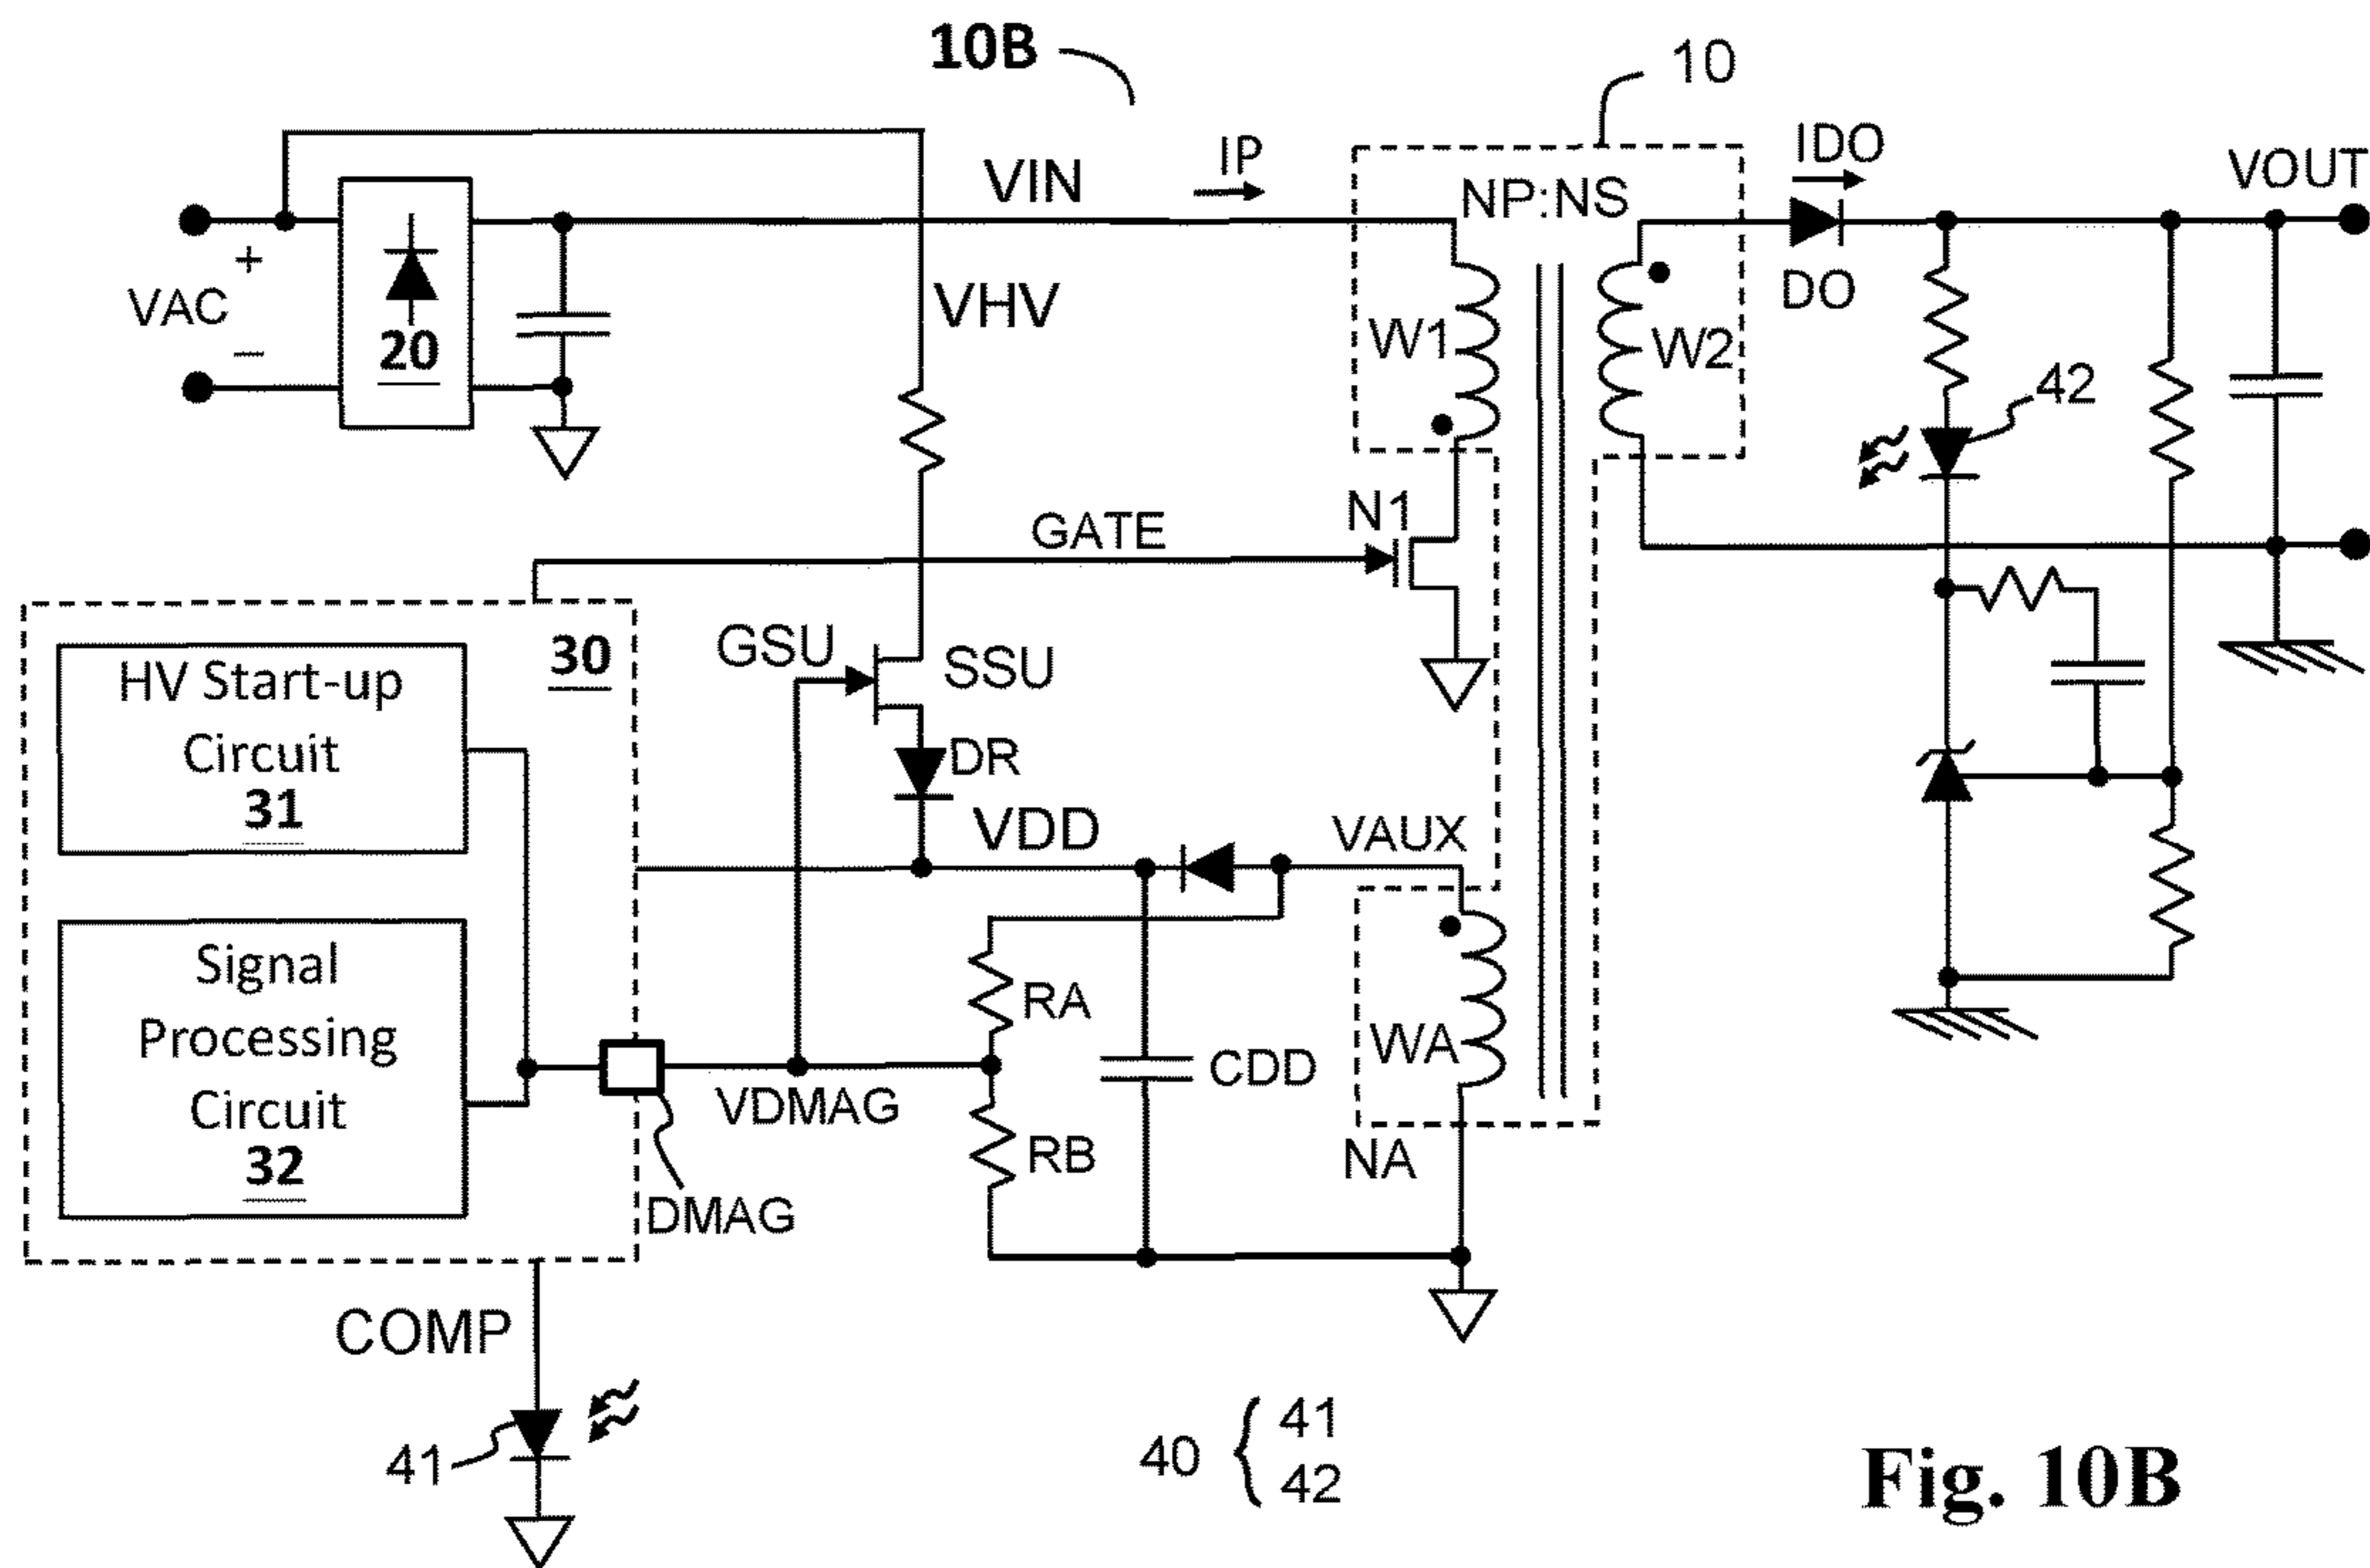 10B
10
IP
IDO
VOUT
VIN
NP:NS
+
VAC
–
20
VHV
DO
W1
W2
42
N1
GATE
30
GSU
SSU
HV Start-up
Circuit
31
DR
VDD
VAUX
Signal
Processing
Circuit
32
RA
WA
CDD
VDMAG
RB
NA
DMAG
COMP
41
40 { 41
42
Fig. 10B